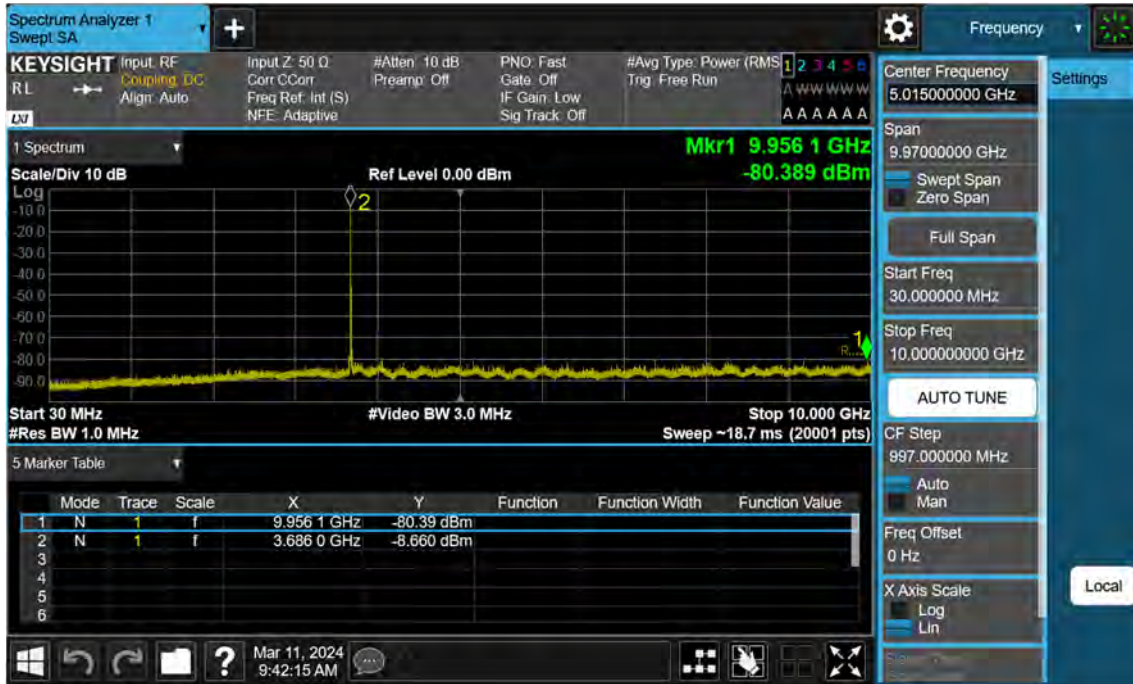 Spectrum Analyzer 1
Swept SA
+
Frequency
KEYSIGHT
RL
LXI
Input: RF
Coupling: DC
Align: Auto
Input Z: 50 Ω
Corr CCorr
Freq Ref: Int (S)
NFE: Adaptive
#Atten: 10 dB
Preamp: Off
PNO: Fast
Gate: Off
IF Gain: Low
Sig Track: Off
#Avg Type: Power (RMS
Trig: Free Run
1 2 3 4 5 6
A W W W W W
A A A A A A
1 Spectrum
Scale/Div 10 dB
Ref Level 0.00 dBm
Mkr1 9.956 1 GHz
-80.389 dBm
Log
-10.0
-20.0
-30.0
-40.0
-50.0
-60.0
-70.0
-80.0
-90.0
2
1
Start 30 MHz
#Video BW 3.0 MHz
Stop 10.000 GHz
#Res BW 1.0 MHz
Sweep ~18.7 ms (20001 pts)
5 Marker Table
Mode Trace Scale X Y Function Function Width Function Value
1 N 1 f 9.956 1 GHz -80.39 dBm
2 N 1 f 3.686 0 GHz -8.660 dBm
3
4
5
6
?
Mar 11, 2024
9:42:15 AM
Center Frequency
5.015000000 GHz
Settings
Span
9.97000000 GHz
Swept Span
Zero Span
Full Span
Start Freq
30.000000 MHz
Stop Freq
10.000000000 GHz
AUTO TUNE
CF Step
997.000000 MHz
Auto
Man
Freq Offset
0 Hz
X Axis Scale
Log
Lin
Local